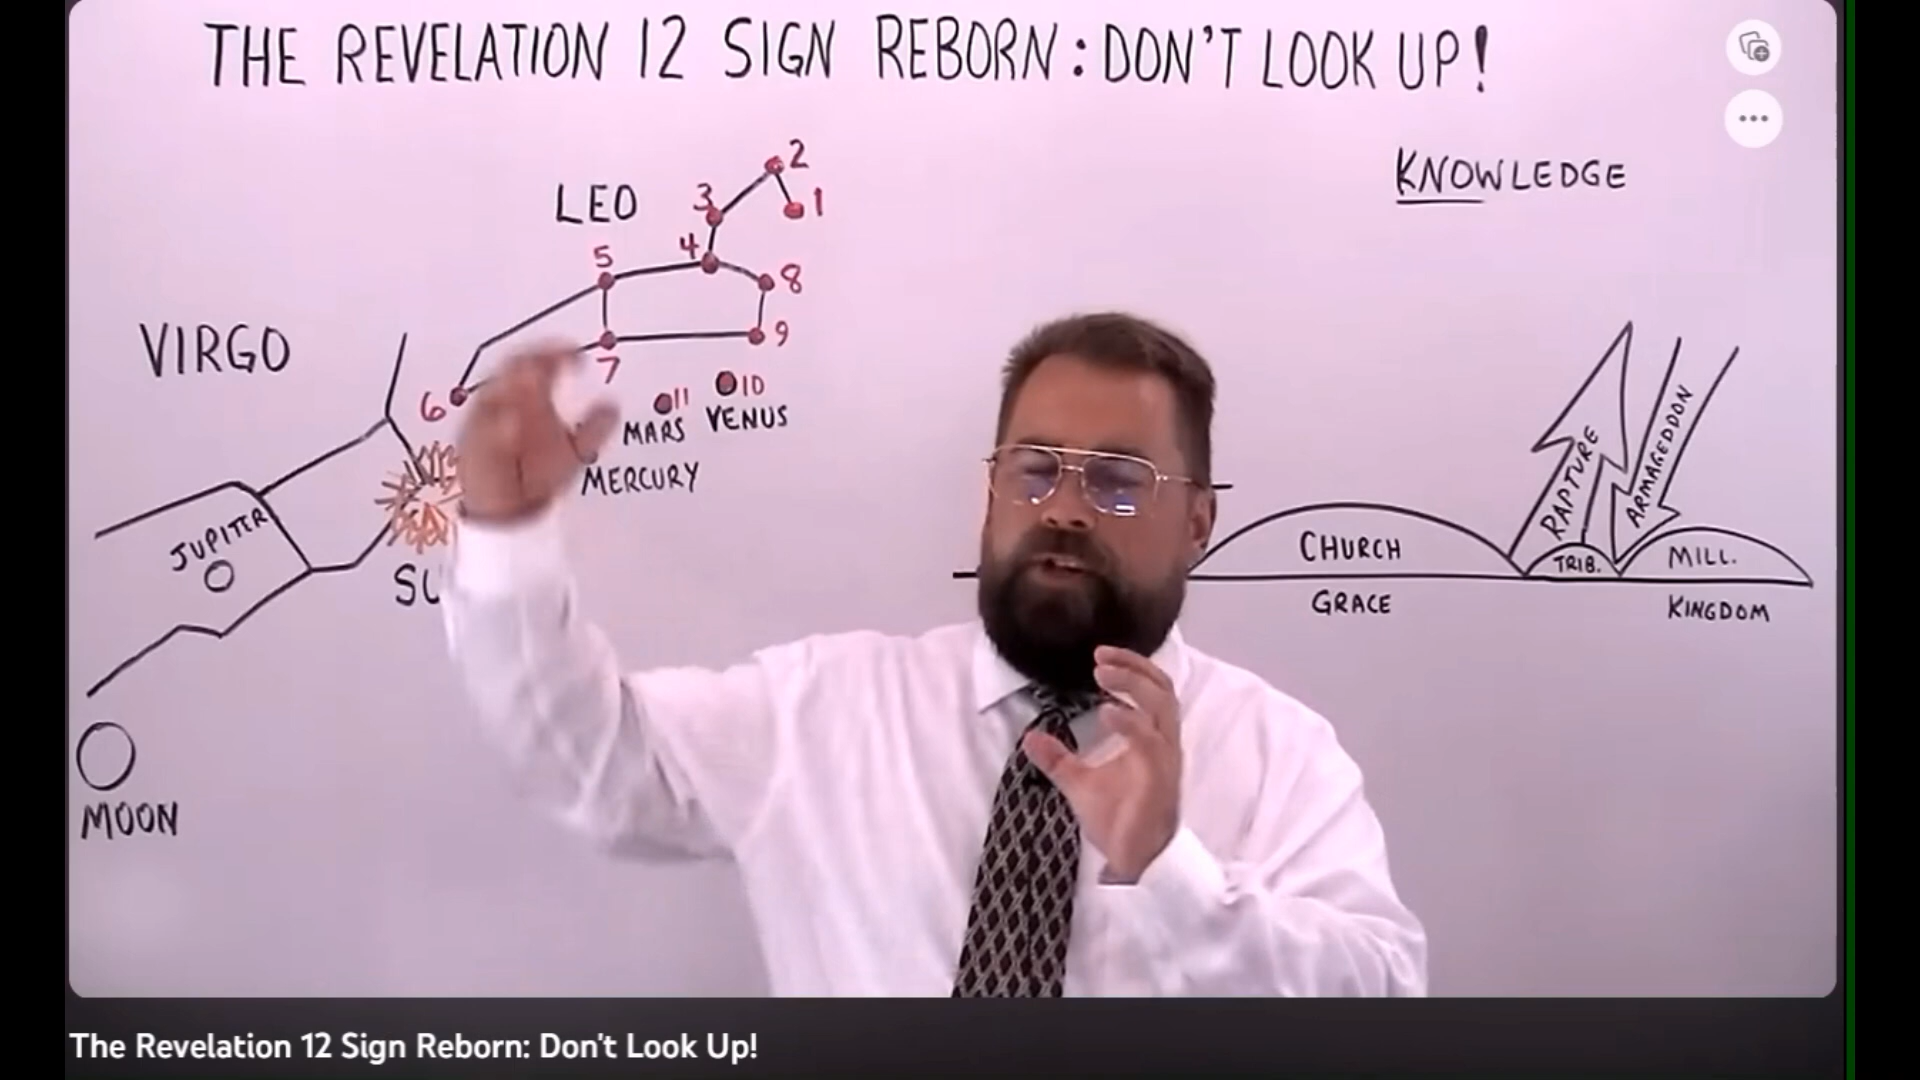 THE REVELATION 12 SIGN REBORN: DON'T LOOK UP!
KNOWLEDGE
LEO
2
3
1
4
5
8
VIRGO
7
9
6
11
10
MARS
VENUS
MERCURY
JUPITER
SU
MOON
RAPTURE
ARMAGEDDON
CHURCH
TRIB.
MILL.
GRACE
KINGDOM
The Revelation 12 Sign Reborn: Don't Look Up!